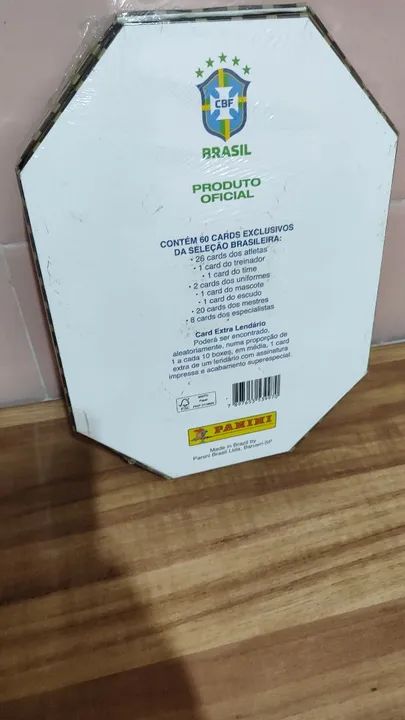 CBF
BRASIL
PRODUTO
OFICIAL
CONTÉM 60 CARDS EXCLUSIVOS
DA SELEÇÃO BRASILEIRA:
• 26 cards dos atletas
• 1 card do treinador
• 1 card do time
• 2 cards dos uniformes
• 1 card do mascote
• 1 card do escudo
• 20 cards dos mestres
• 8 cards dos especialistas
Card Extra Lendário
Poderá ser encontrado,
aleatoriamente, numa proporção de
1 a cada 10 boxes, em média, 1 card
extra de um lendário com assinatura
impressa e acabamento superespecial.
FSC
PANINI
Made in Brazil by
Panini Brasil Ltda, Barueri-SP